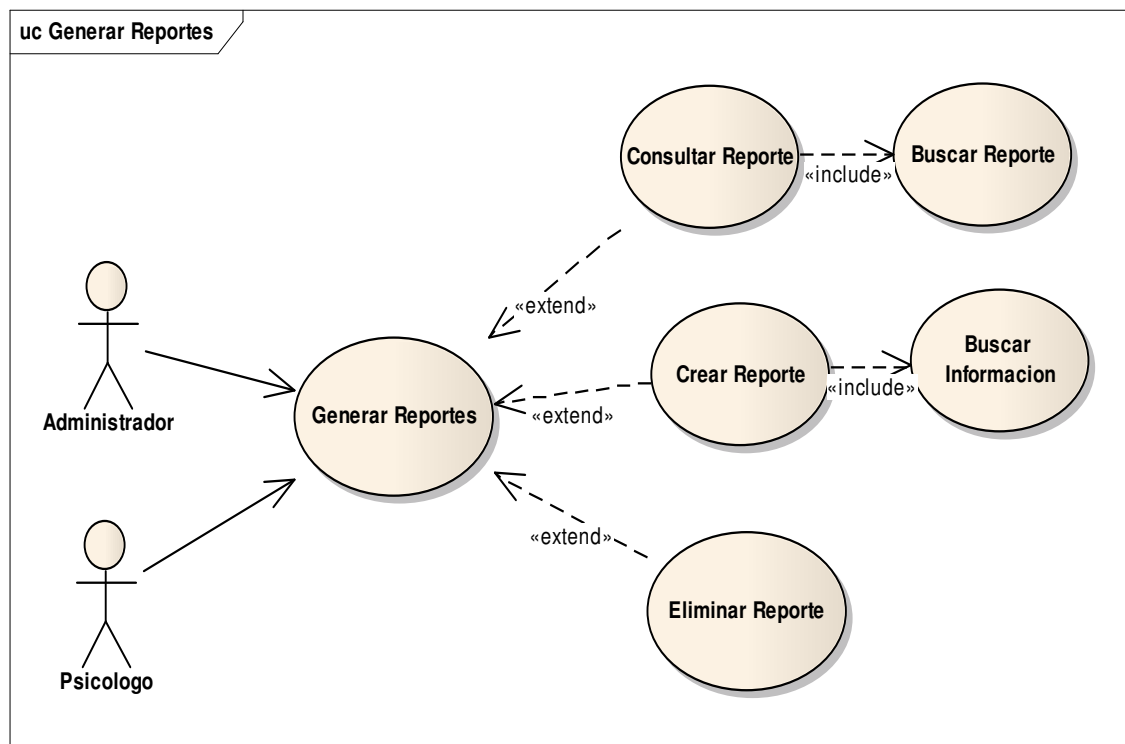 uc Generar Reportes
Consultar Reporte
«include»
Buscar Reporte
«extend»
Administrador
Generar Reportes
«extend»
Crear Reporte
«include»
Buscar
Informacion
«extend»
Eliminar Reporte
Psicologo